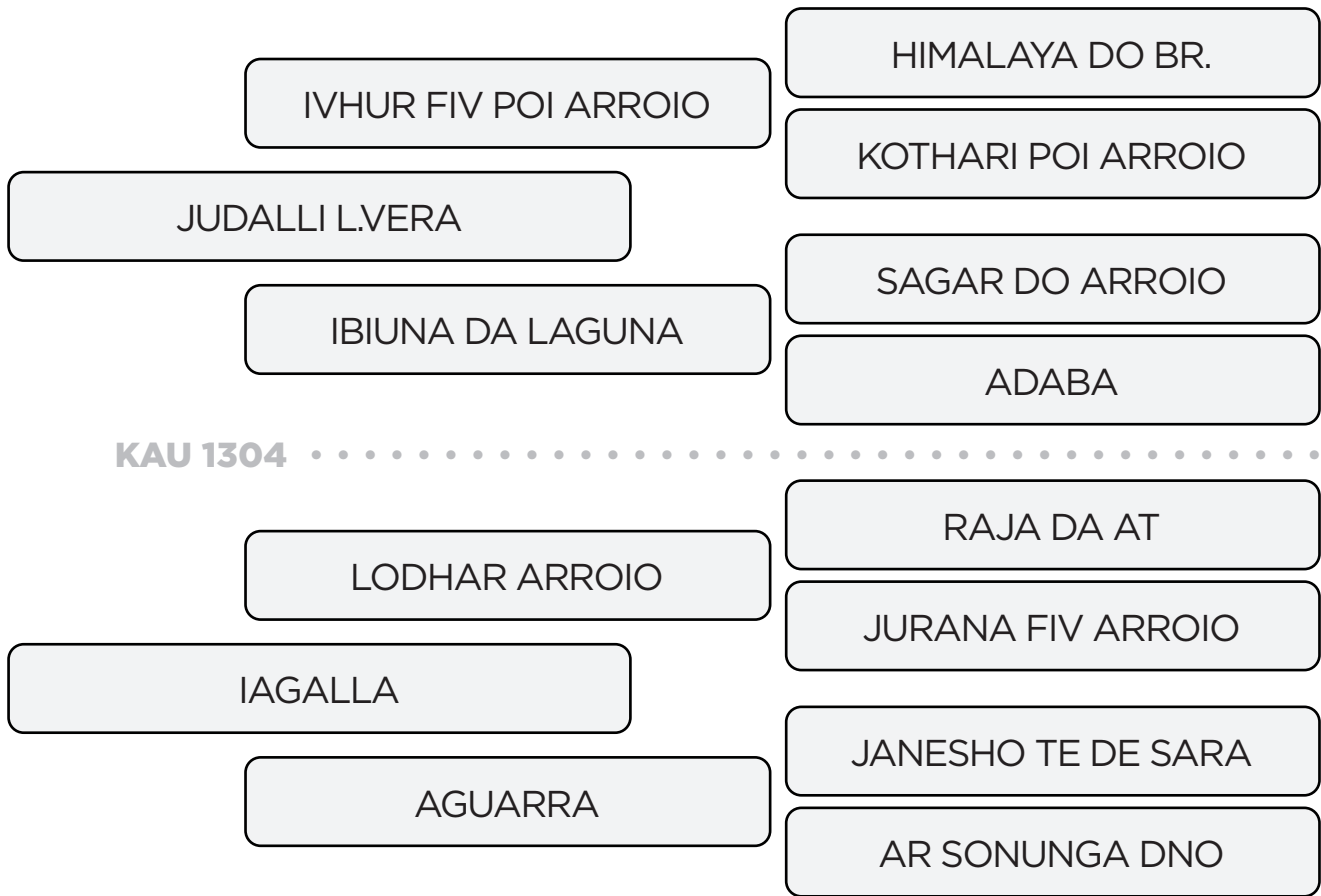 HIMALAYA DO BR.
IVHUR FIV POI ARROIO
KOTHARI POI ARROIO
JUDALLI L.VERA
SAGAR DO ARROIO
IBIUNA DA LAGUNA
ADABA
KAU 1304
RAJA DA AT
LODHAR ARROIO
JURANA FIV ARROIO
IAGALLA
JANESHO TE DE SARA
AGUARRA
AR SONUNGA DNO